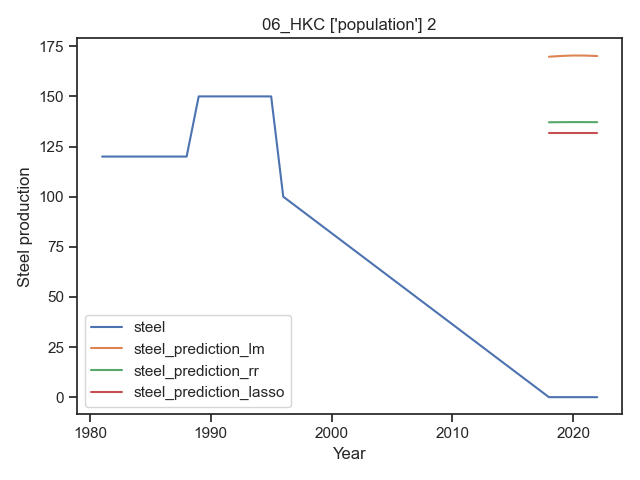 06_HKC ['population'] 2
Steel production
175
150
125
100
75
50
25
0
steel
steel_prediction_lm
steel_prediction_rr
steel_prediction_lasso
1980
1990
2000
2010
2020
Year